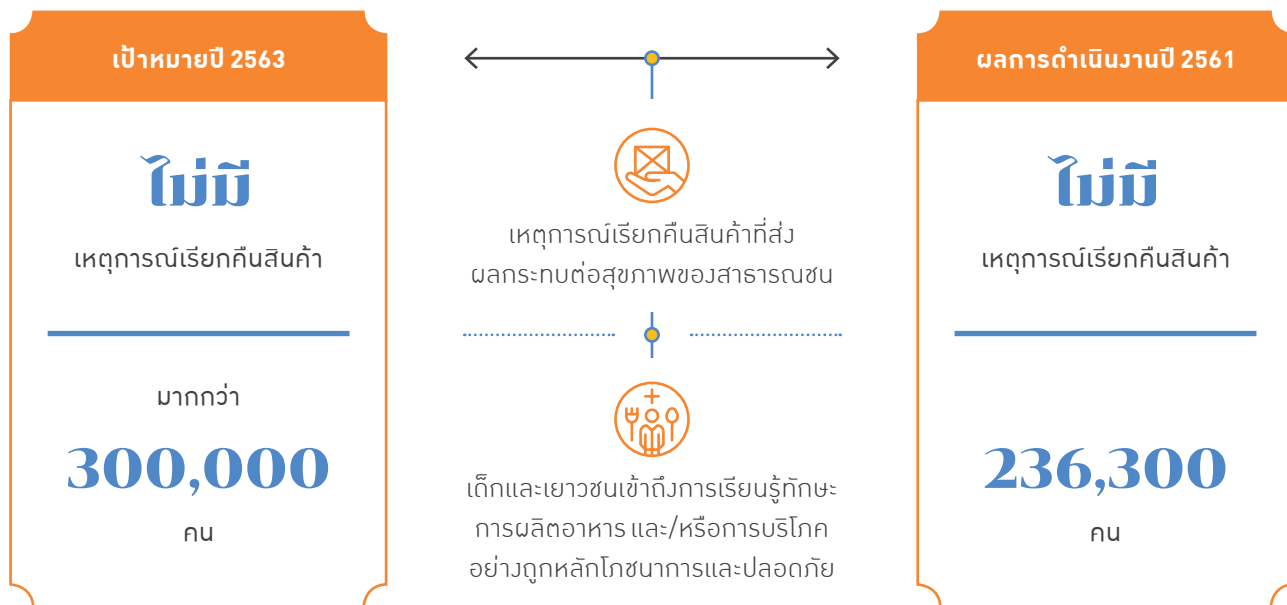 เป้าหมายปี 2563
ไม่มี
เหตุการณ์เรียกคืนสินค้า
มากกว่า
300,000
คน
เหตุการณ์เรียกคืนสินค้าที่ส่ง
ผลกระทบต่อสุขภาพของสาธารณชน
เด็กและเยาวชนเข้าถึงการเรียนรู้ทักษะ
การผลิตอาหาร และ/หรือการบริโภค
อย่างถูกหลักโภชนาการและปลอดภัย
ผลการดำเนินงานปี 2561
ไม่มี
เหตุการณ์เรียกคืนสินค้า
236,300
คน